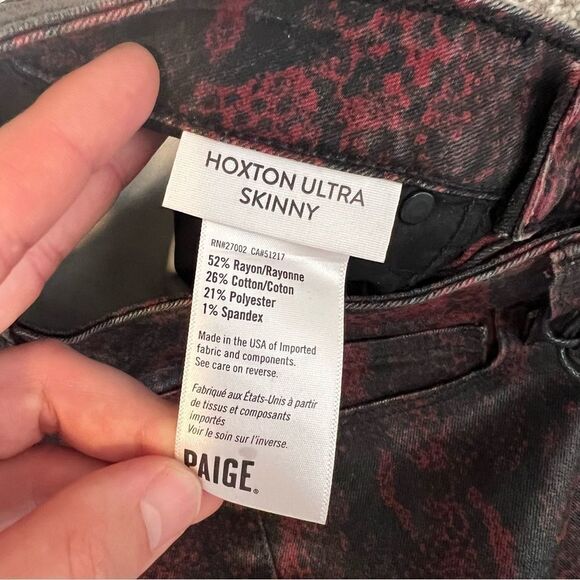 HOXTON ULTRA
SKINNY
RN#27002 CA#51217
52% Rayon/Rayonne
26% Cotton/Coton
21% Polyester
1% Spandex
Made in the USA of Imported
fabric and components.
See care on reverse.
Fabriqué aux États-Unis à partir
de tissus et composants
importés
Voir le soin sur l'inverse.
PAIGE®